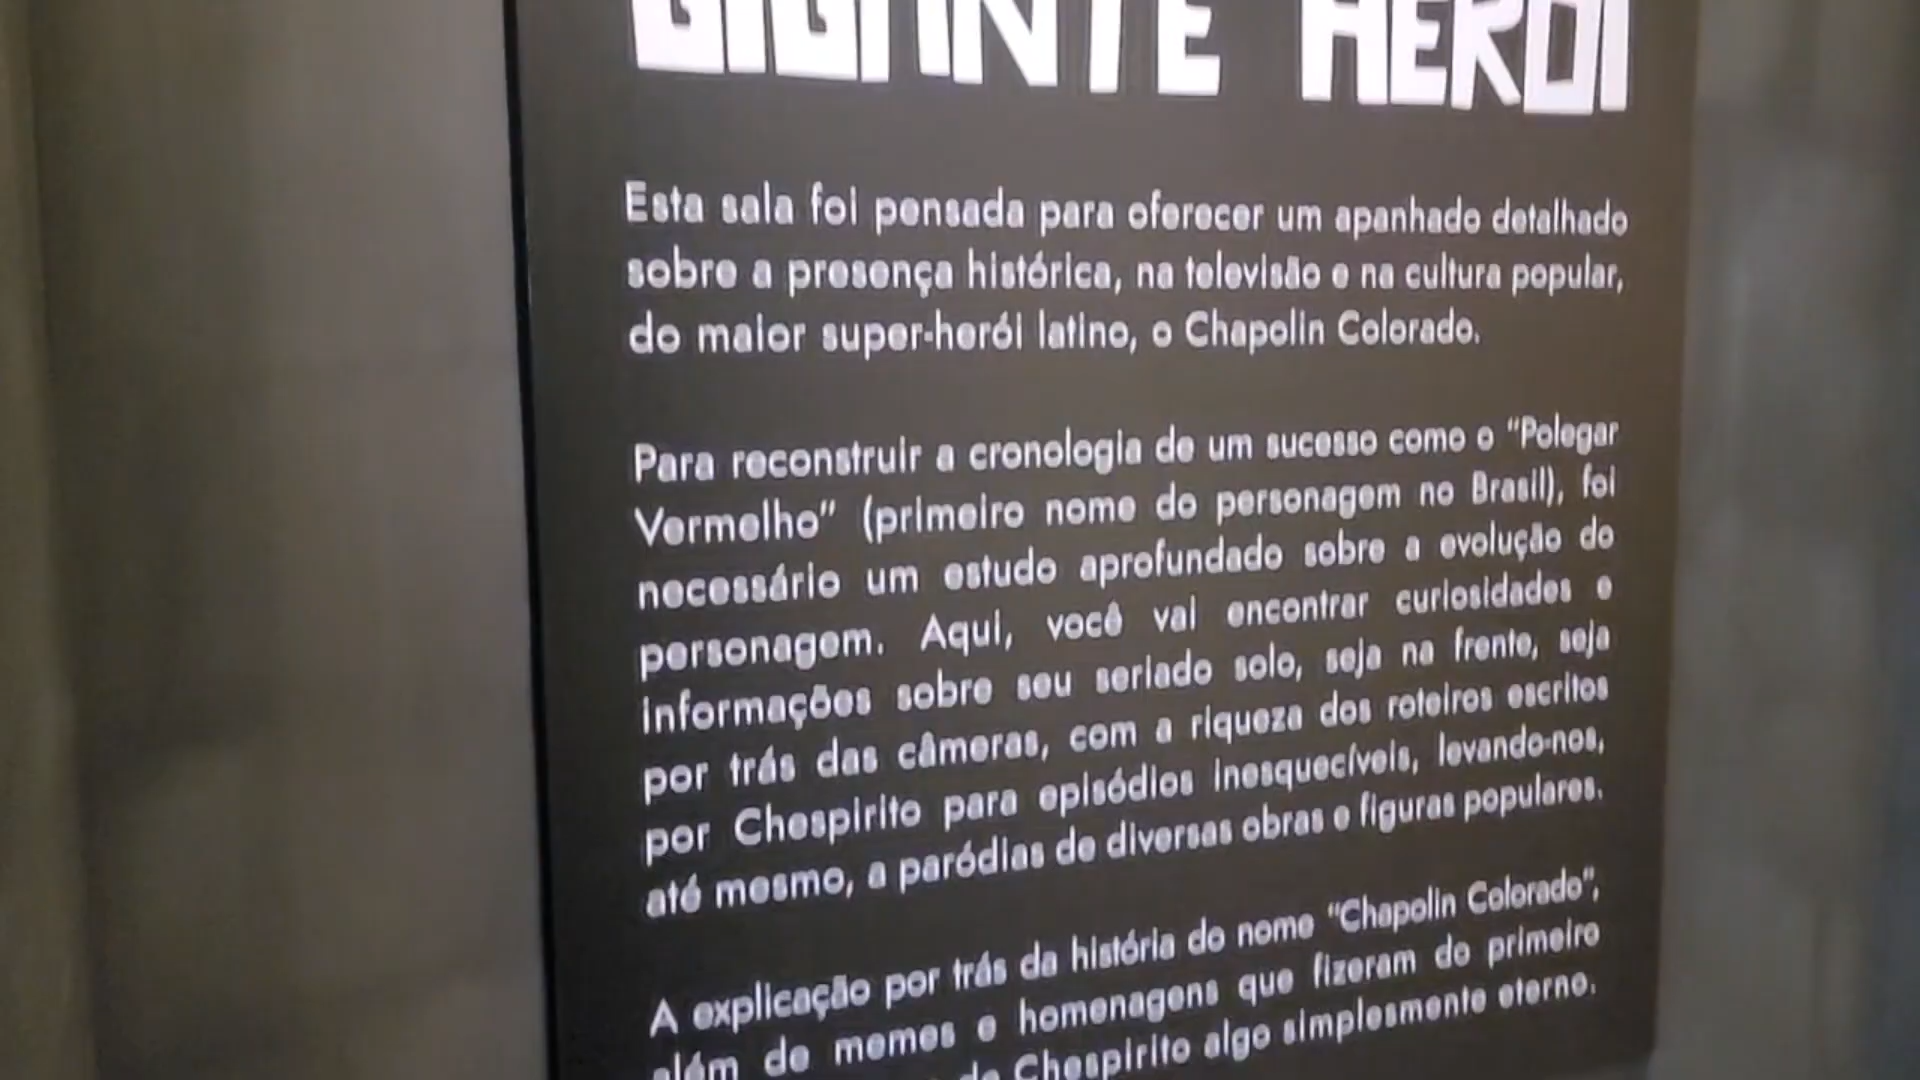 GIGANTE HERÓI
Esta sala foi pensada para oferecer um apanhado detalhado
sobre a presença histórica, na televisão e na cultura popular,
do maior super-herói latino, o Chapolin Colorado.
Para reconstruir a cronologia de um sucesso como o "Polegar
Vermelho" (primeiro nome do personagem no Brasil), foi
necessário um estudo aprofundado sobre a evolução do
personagem. Aqui, você vai encontrar curiosidades e
informações sobre seu seriado solo, seja na frente, seja
por trás das câmeras, com a riqueza dos roteiros escritos
por Chespirito para episódios inesquecíveis, levando-nos,
até mesmo, a paródias de diversas obras e figuras populares.
A explicação por trás da história do nome "Chapolin Colorado",
além de memes e homenagens que fizeram do primeiro
de Chespirito algo simplesmente eterno.